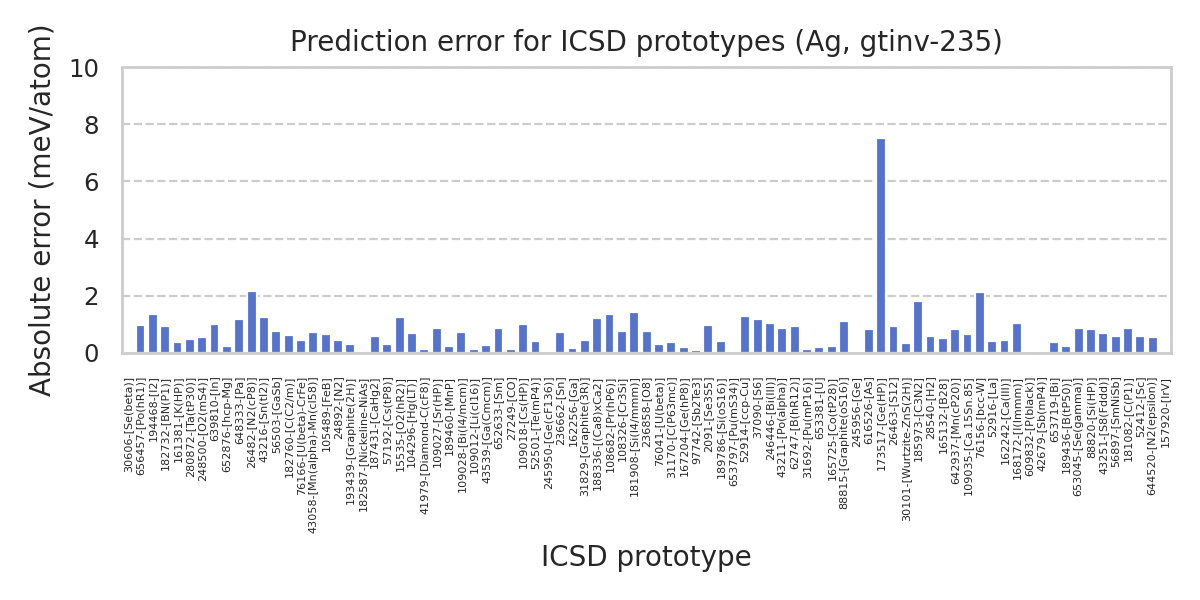 Prediction error for ICSD prototypes (Ag, gtinv-235)
Absolute error (meV/atom)
10
8
6
4
2
0
30606-[Se(beta)]
656457-[Po(hR1)]
194468-[I2]
182732-[BN(P1)]
161381-[K(HP)]
280872-[Ta(tP30)]
248500-[O2(mS4)]
639810-[In]
652876-[hcp-Mg]
648333-[Pa]
26482-[N2(cP8)]
43216-[Sn(tI2)]
56503-[GaSb]
182760-[C(C2/m)]
76166-[U(beta)-CrFe]
43058-[Mn(alpha)-Mn(cI58)]
105489-[FeB]
24892-[N2]
193439-[Graphite(2H)]
182587-[Nickeline-NiAs]
187431-[CaHg2]
57192-[Cs(tP8)]
15535-[O2(hR2)]
104296-[Hg(LT)]
41979-[Diamond-C(cF8)]
109027-[Sr(HP)]
189460-[MnP]
109028-[Bi(I4/mcm)]
109012-[Li(cI16)]
43539-[Ga(Cmcm)]
652633-[Sm]
27249-[CO]
109018-[Cs(HP)]
52501-[Te(mP4)]
245950-[Ge(cF136)]
236662-[Sn]
162256-[Ga]
31829-[Graphite(3R)]
188336-[(Ca8)xCa2]
108682-[Pr(hP6)]
108326-[Cr3Si]
181908-[Si(I4/mmm)]
236858-[O8]
76041-[U(beta)]
31170-[C(P63mc)]
167204-[Ge(hP8)]
97742-[Sb2Te3]
2091-[Se3S5]
189786-[Si(oS16)]
653797-[Pu(mS34)]
52914-[ccp-Cu]
37090-[S6]
246446-[Bi(III)]
43211-[Po(alpha)]
62747-[B(hR12)]
31692-[Pu(mP16)]
653381-[U]
165725-[Co(tP28)]
88815-[Graphite(oS16)]
245956-[Ge]
616526-[As]
173517-[Ge(HP)]
26463-[S12]
30101-[Wurtzite-ZnS(2H)]
185973-[C3N2]
28540-[H2]
165132-[B28]
642937-[Mn(cP20)]
109035-[Ca.15Sn.85]
76156-[bcc-W]
52916-[La]
162242-[Ca(III)]
168172-[I(Immm)]
609832-[P(black)]
42679-[Sb(mP4)]
653719-[Bi]
189436-[B(tP50)]
653045-[Se(gamma)]
88820-[Si(HP)]
43251-[S8(Fddd)]
56897-[SmNiSb]
181082-[C(P1)]
52412-[Sc]
644520-[N2(epsilon)]
157920-[IrV]
ICSD prototype